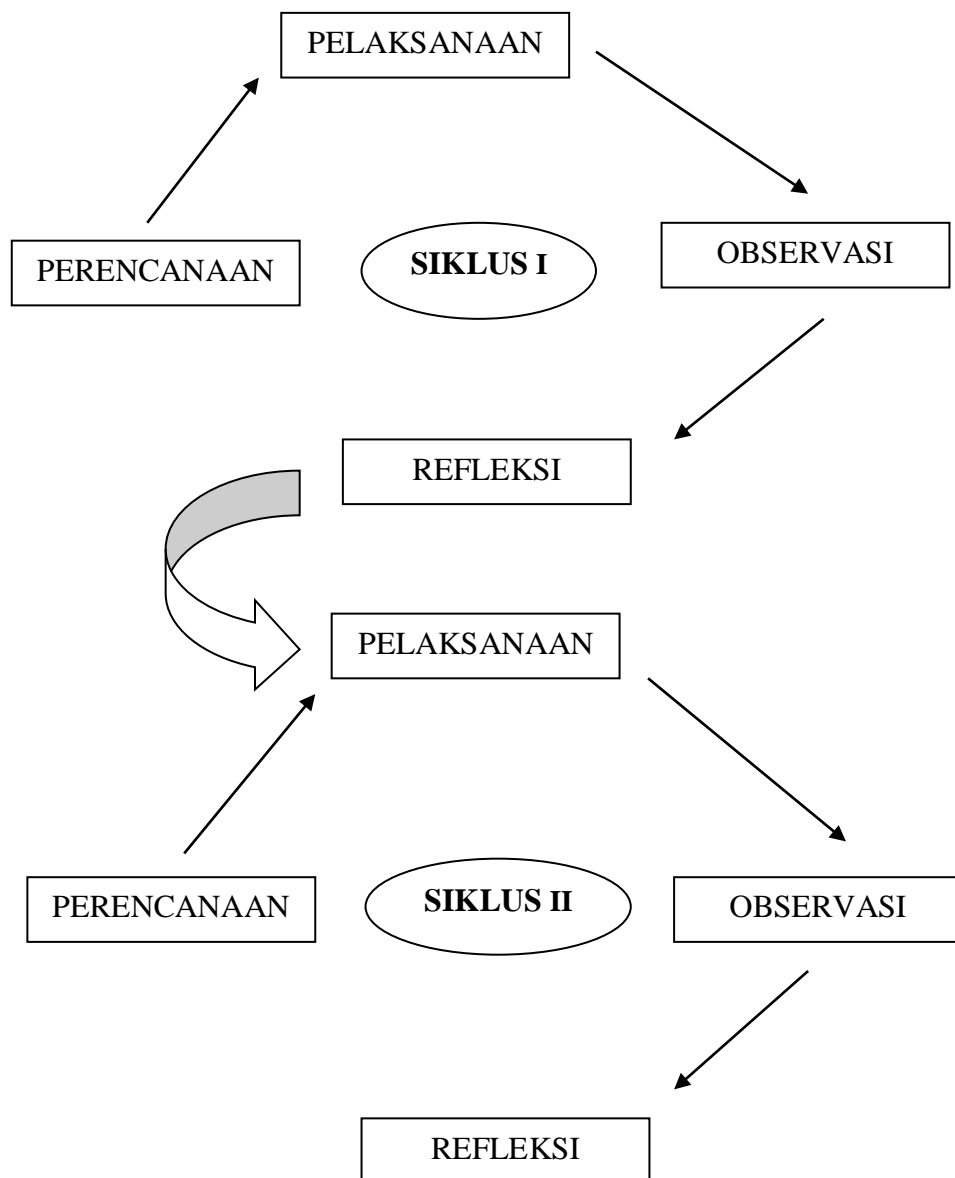 PELAKSANAAN
PERENCANAAN
SIKLUS I
OBSERVASI
REFLEKSI
PELAKSANAAN
PERENCANAAN
SIKLUS II
OBSERVASI
REFLEKSI